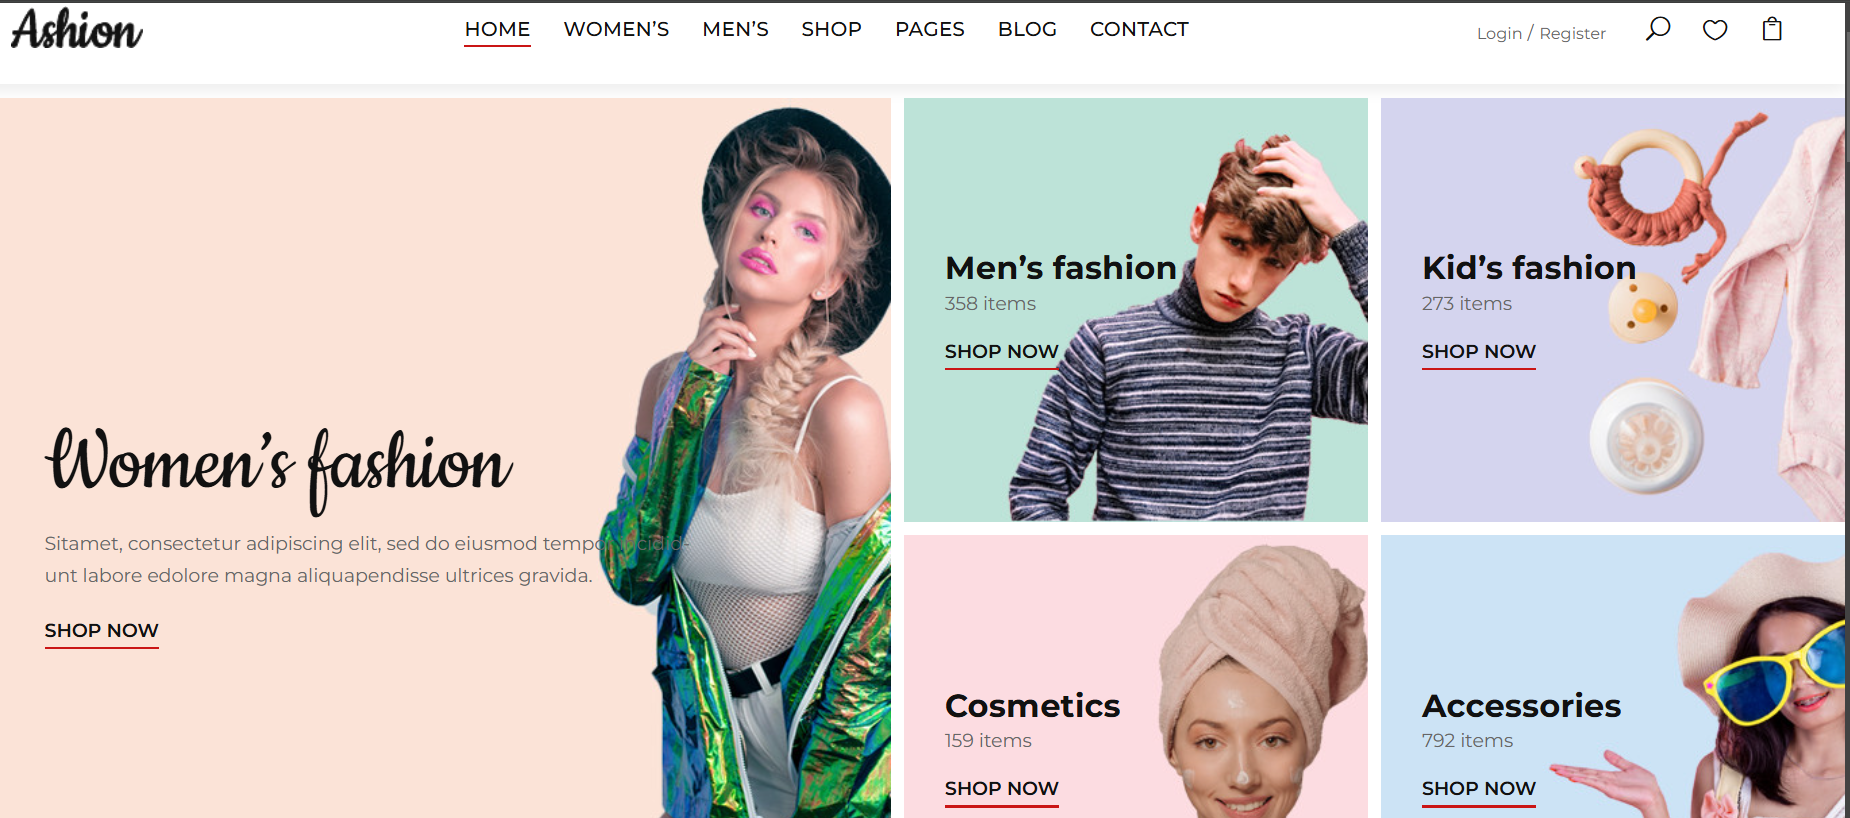 Ashion
HOME WOMEN'S MEN'S SHOP PAGES BLOG CONTACT
Login / Register
Women's fashion
Sitamet, consectetur adipiscing elit, sed do eiusmod tempor incidid-
unt labore edolore magna aliquapendisse ultrices gravida.
SHOP NOW
Men's fashion
358 items
SHOP NOW
Kid's fashion
273 items
SHOP NOW
Cosmetics
159 items
SHOP NOW
Accessories
792 items
SHOP NOW